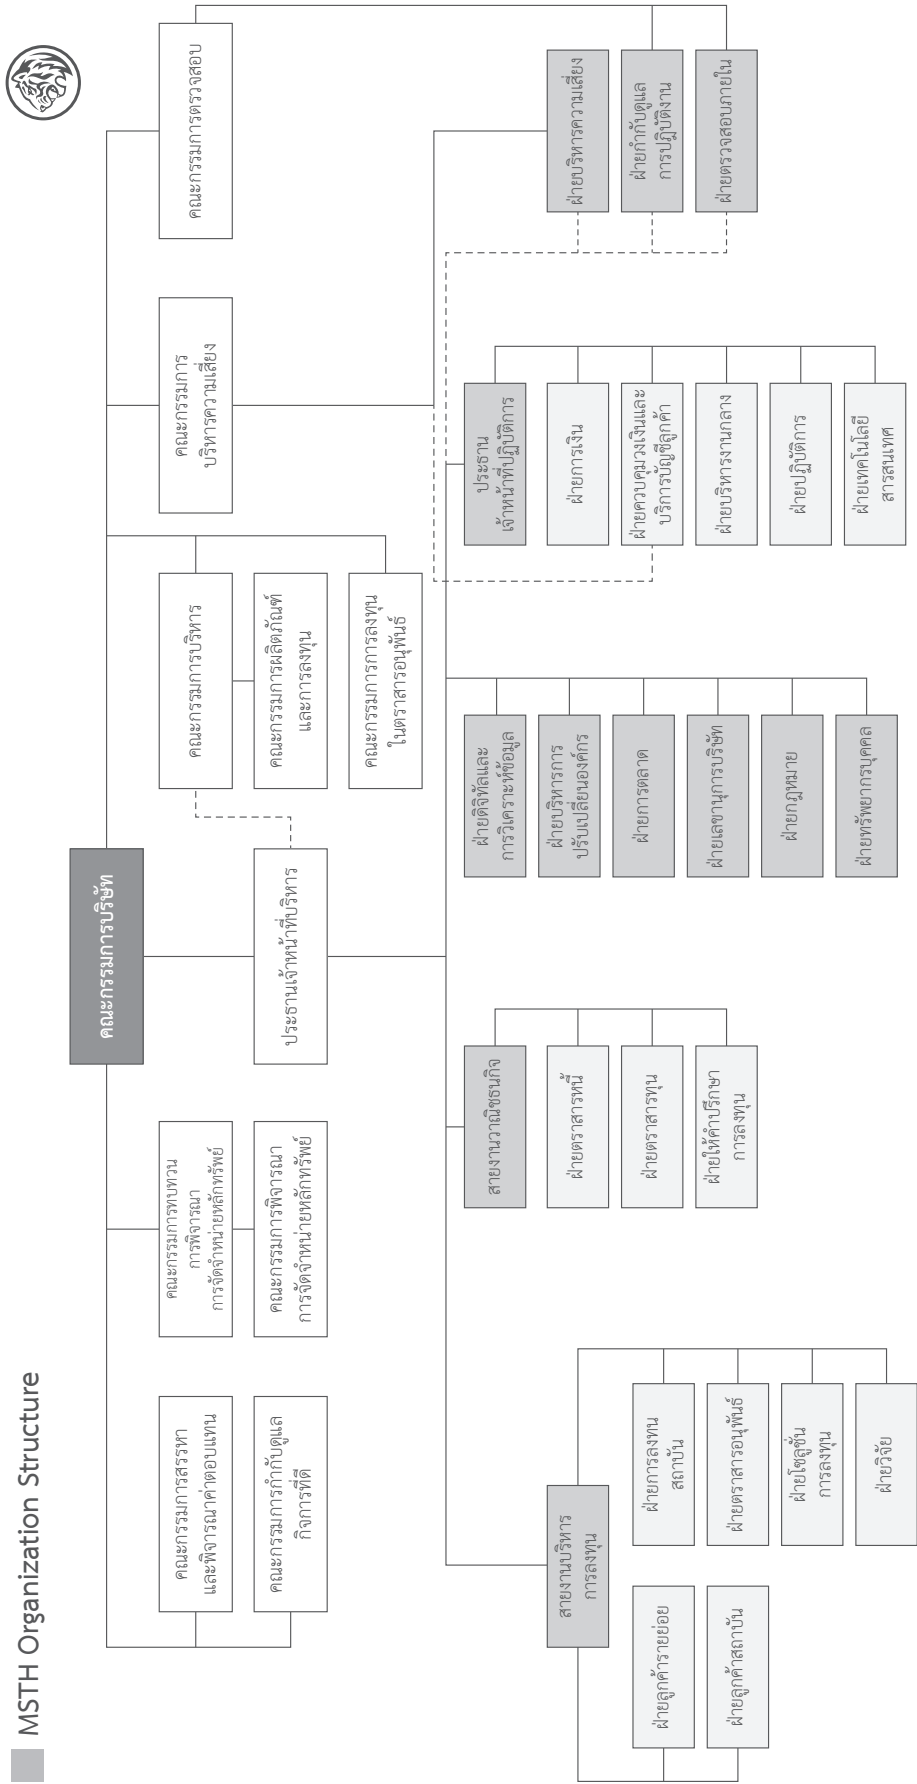 MSTH Organization Structure
คณะกรรมการบริษัท
คณะกรรมการสรรหา
และพิจารณาค่าตอบแทน
คณะกรรมการกำกับดูแล
กิจการที่ดี
คณะกรรมการทบทวน
การพิจารณา
การจัดจำหน่ายหลักทรัพย์
คณะกรรมการพิจารณา
การจัดจำหน่ายหลักทรัพย์
ประธานเจ้าหน้าที่บริหาร
คณะกรรมการบริหาร
คณะกรรมการผลิตภัณฑ์
และการลงทุน
คณะกรรมการการลงทุน
ในตราสารอนุพันธ์
คณะกรรมการ
บริหารความเสี่ยง
คณะกรรมการตรวจสอบ
สายงานบริหาร
การลงทุน
ฝ่ายลูกค้ารายย่อย
ฝ่ายลูกค้าสถาบัน
ฝ่ายการลงทน
สถาบัน
ฝ่ายตราสารอนุพันธ์
ฝ่ายโซลูชั่น
การลงทุน
ฝ่ายวิจัย
สายงานวาณิชธนกิจ
ฝ่ายตราสารหนี้
ฝ่ายตราสารทุน
ฝ่ายให้คำปรึกษา
การลงทุน
ฝ่ายดิจิทัลและ
การวิเคราะห์ข้อมูล
ฝ่ายบริหารการ
ปรับเปลี่ยนองค์กร
ฝ่ายการตลาด
ฝ่ายเลขานุการบริษัท
ฝ่ายกฎหมาย
ฝ่ายทรัพยากรบุคคล
ประธาน
เจ้าหน้าที่ปฏิบัติการ
ฝ่ายการเงิน
ฝ่ายควบคุมวงเงินและ
บริการบัญชีลูกค้า
ฝ่ายบริหารงานกลาง
ฝ่ายปฏิบัติการ
ฝ่ายเทคโนโลยี
สารสนเทศ
ฝ่ายบริหารความเสี่ยง
ฝ่ายกำกับดูแล
การปฏิบัติงาน
ฝ่ายตรวจสอบภายใน